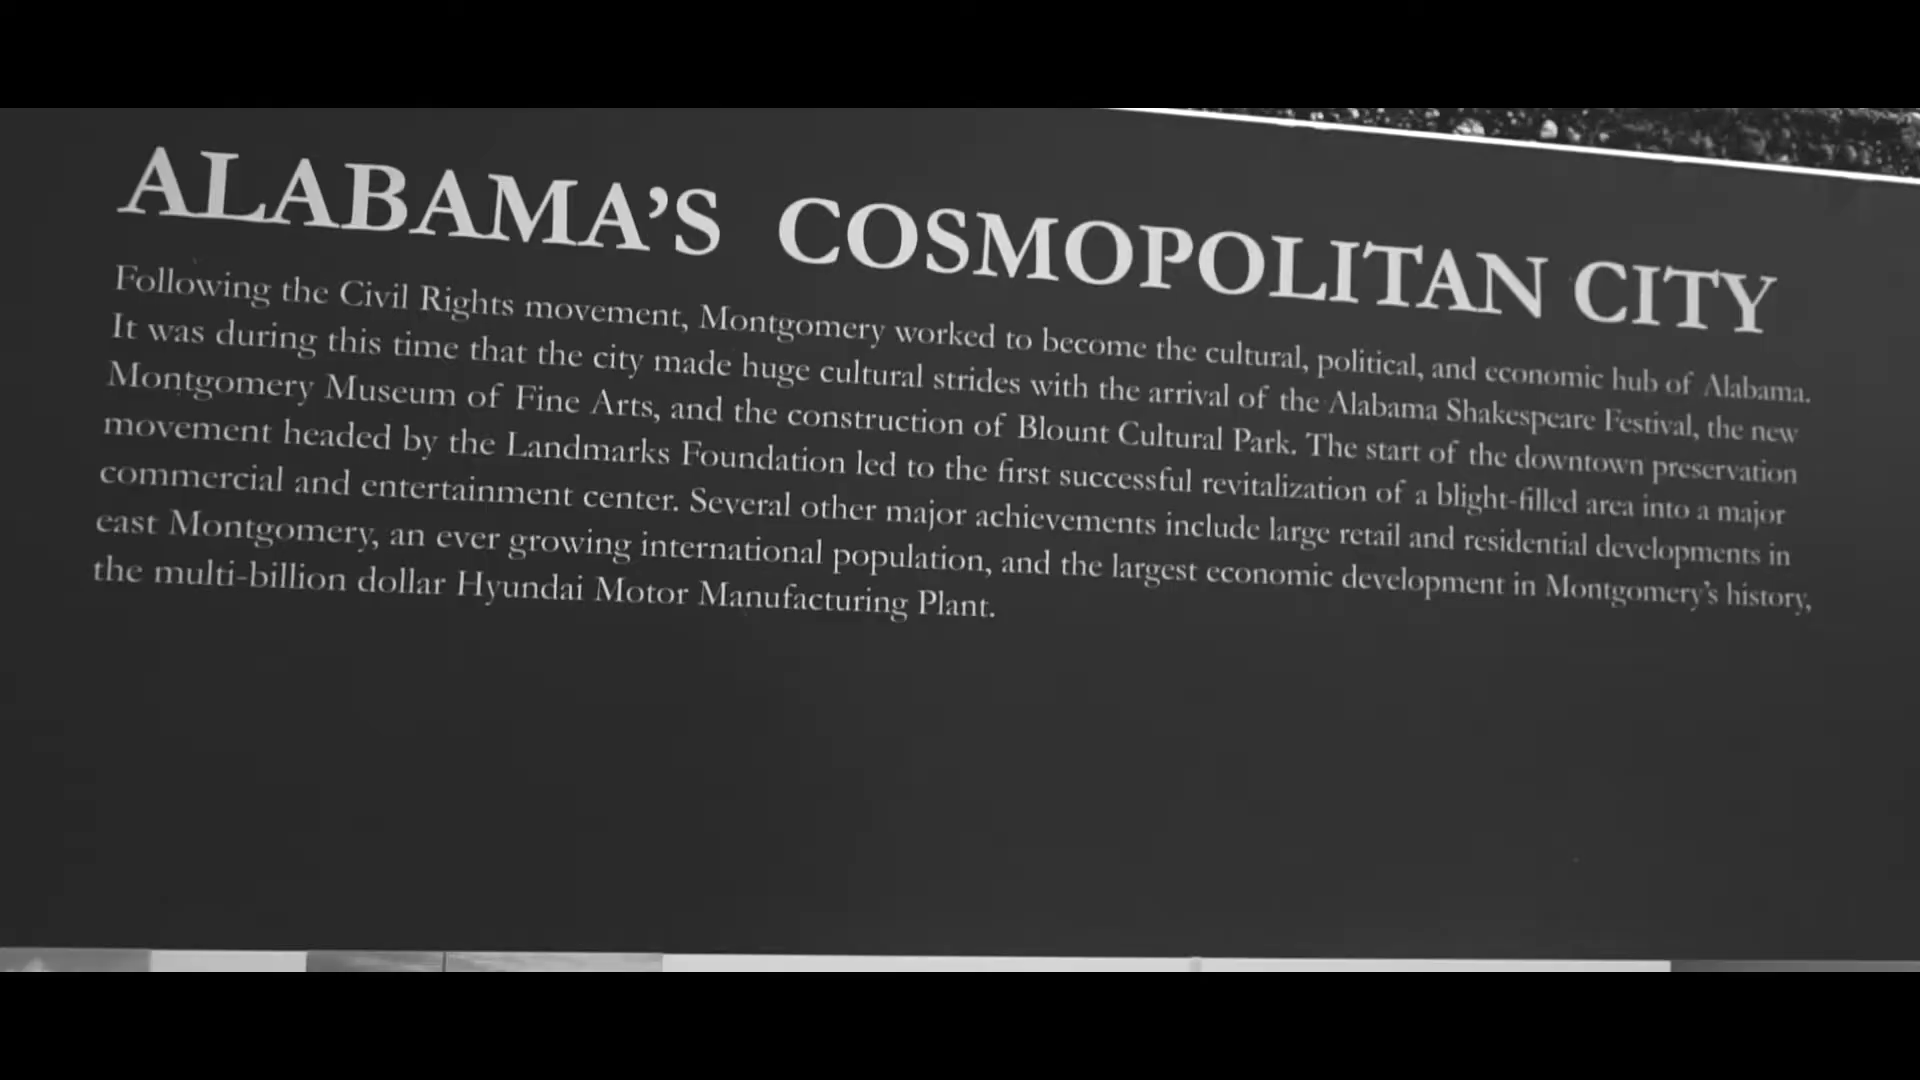 ALABAMA'S COSMOPOLITAN CITY
Following the Civil Rights movement, Montgomery worked to become the cultural, political, and economic hub of Alabama.
It was during this time that the city made huge cultural strides with the arrival of the Alabama Shakespeare Festival, the new
Montgomery Museum of Fine Arts, and the construction of Blount Cultural Park. The start of the downtown preservation
movement headed by the Landmarks Foundation led to the first successful revitalization of a blight-filled area into a major
commercial and entertainment center. Several other major achievements include large retail and residential developments in
east Montgomery, an ever growing international population, and the largest economic development in Montgomery's history,
the multi-billion dollar Hyundai Motor Manufacturing Plant.